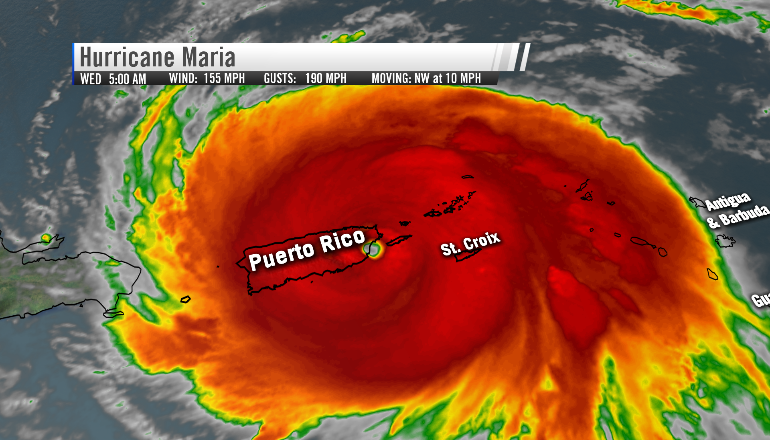 Hurricane Maria
WED 5:00 AM WIND: 155 MPH GUSTS: 190 MPH MOVING: NW at 10 MPH
Antigua
& Barbuda
Puerto Rico
St. Croix